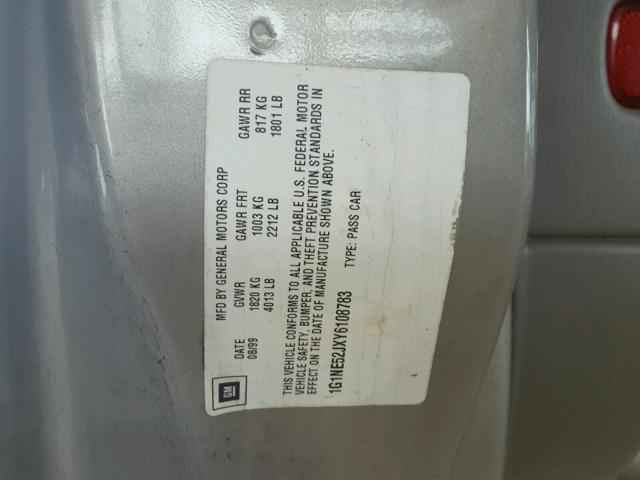 GM
MFD BY GENERAL MOTORS CORP
DATE GVWR GAWR FRT GAWR RR
08/99 1820 KG 1003 KG 817 KG
4013 LB 2212 LB 1801 LB
THIS VEHICLE CONFORMS TO ALL APPLICABLE U.S. FEDERAL MOTOR
VEHICLE SAFETY, BUMPER, AND THEFT PREVENTION STANDARDS IN
EFFECT ON THE DATE OF MANUFACTURE SHOWN ABOVE.
1G1NE52JXY6108783 TYPE: PASS CAR